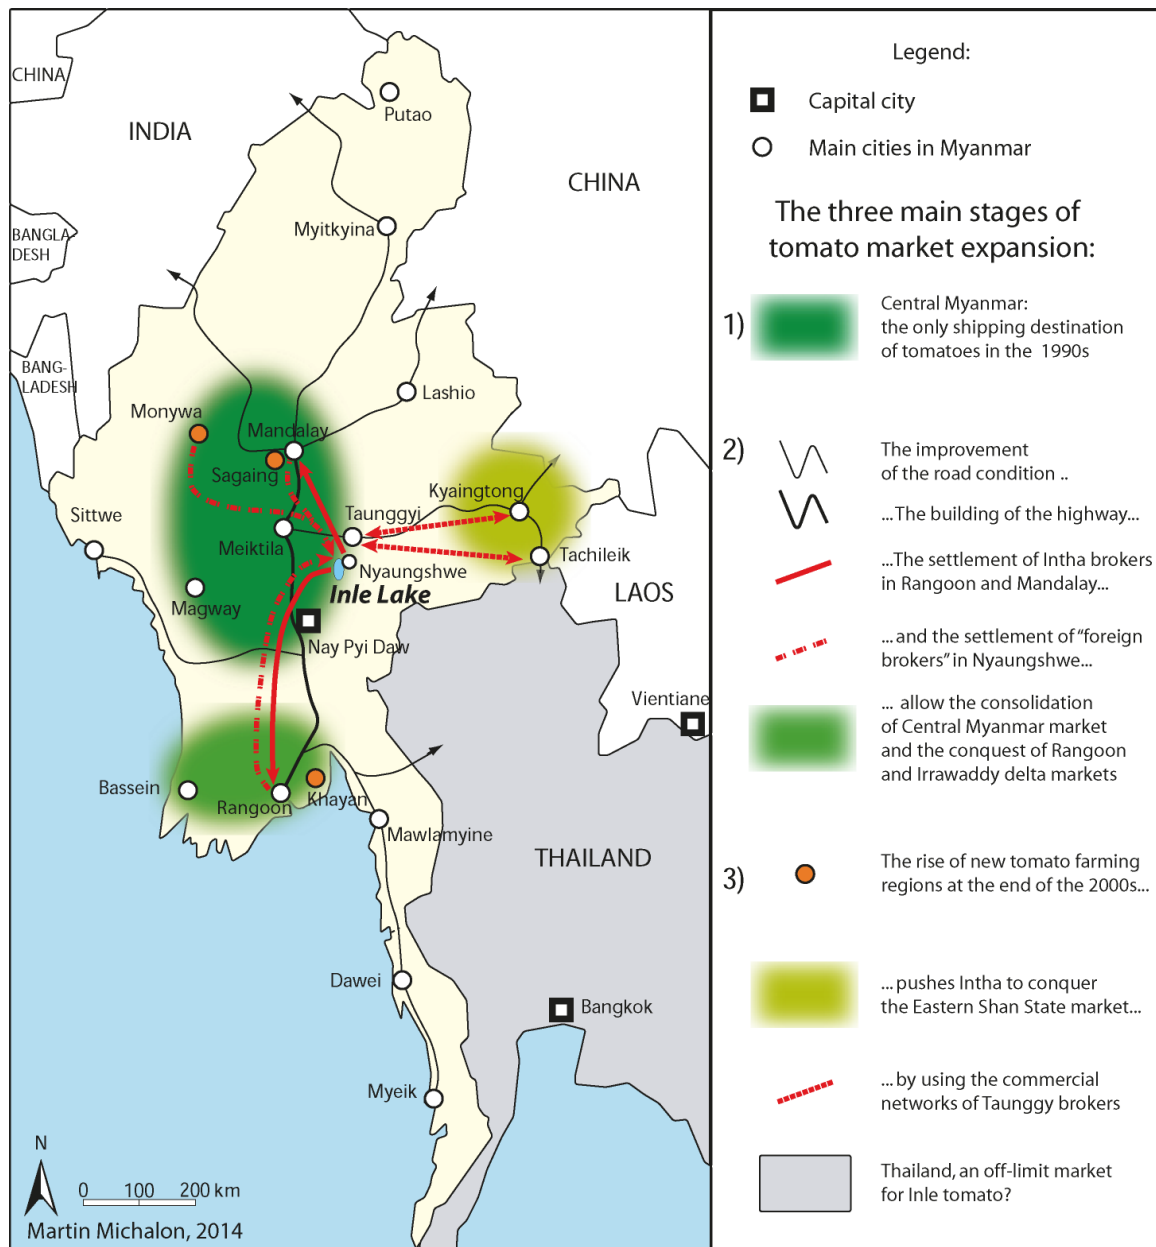 CHINA
INDIA
Putao
CHINA
BANGLA-
DESH
Myitkyina
BANG-
LADESH
Lashio
Monywa
Mandalay
Sagaing
Kyaingtong
Sittwe
Taunggyi
Meiktila
Tachileik
Nyaungshwe
Inle Lake
Magway
LAOS
Nay Pyi Daw
Vientiane
Bassein
Rangoon
Khayan
Mawlamyine
THAILAND
Dawei
Bangkok
Myeik
N
0 100 200 km
Martin Michalon, 2014
Legend:
Capital city
Main cities in Myanmar
The three main stages of
tomato market expansion:
1)
Central Myanmar:
the only shipping destination
of tomatoes in the 1990s
2)
The improvement
of the road condition ..
...The building of the highway...
...The settlement of Intha brokers
in Rangoon and Mandalay...
... and the settlement of "foreign
brokers" in Nyaungshwe...
... allow the consolidation
of Central Myanmar market
and the conquest of Rangoon
and Irrawaddy delta markets
3)
The rise of new tomato farming
regions at the end of the 2000s...
... pushes Intha to conquer
the Eastern Shan State market...
...by using the commercial
networks of Taunggy brokers
Thailand, an off-limit market
for Inle tomato?